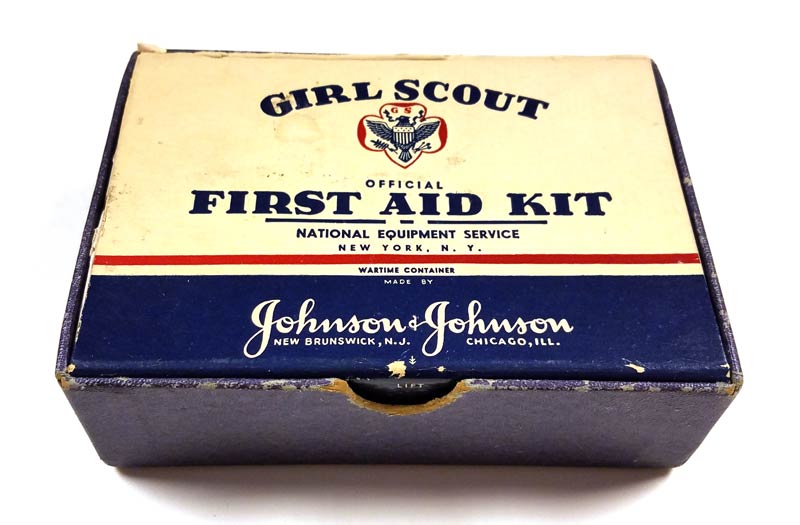 GIRL SCOUT
G S
OFFICIAL
FIRST AID KIT
NATIONAL EQUIPMENT SERVICE
NEW YORK, N. Y.
WARTIME CONTAINER
MADE BY
Johnson & Johnson
NEW BRUNSWICK, N.J. CHICAGO, ILL.
LIFT